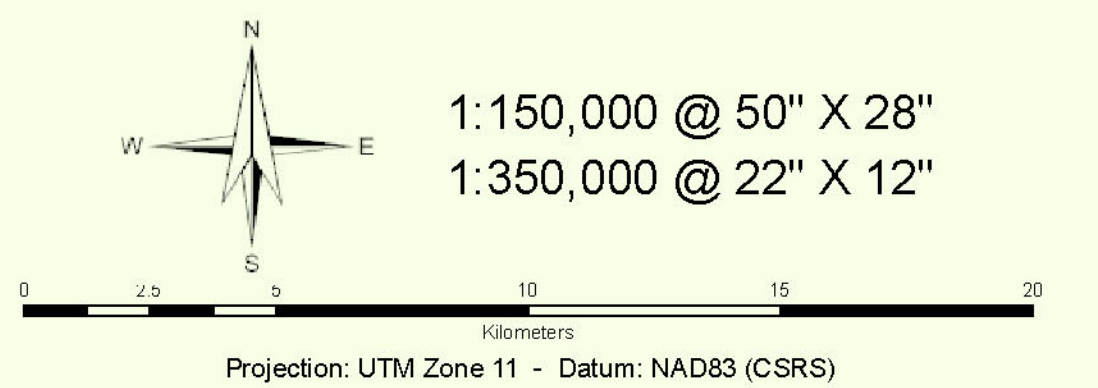 N
W E
S
1:150,000 @ 50" X 28"
1:350,000 @ 22" X 12"
0 2.5 5 10 15 20
Kilometers
Projection: UTM Zone 11 - Datum: NAD83 (CSRS)